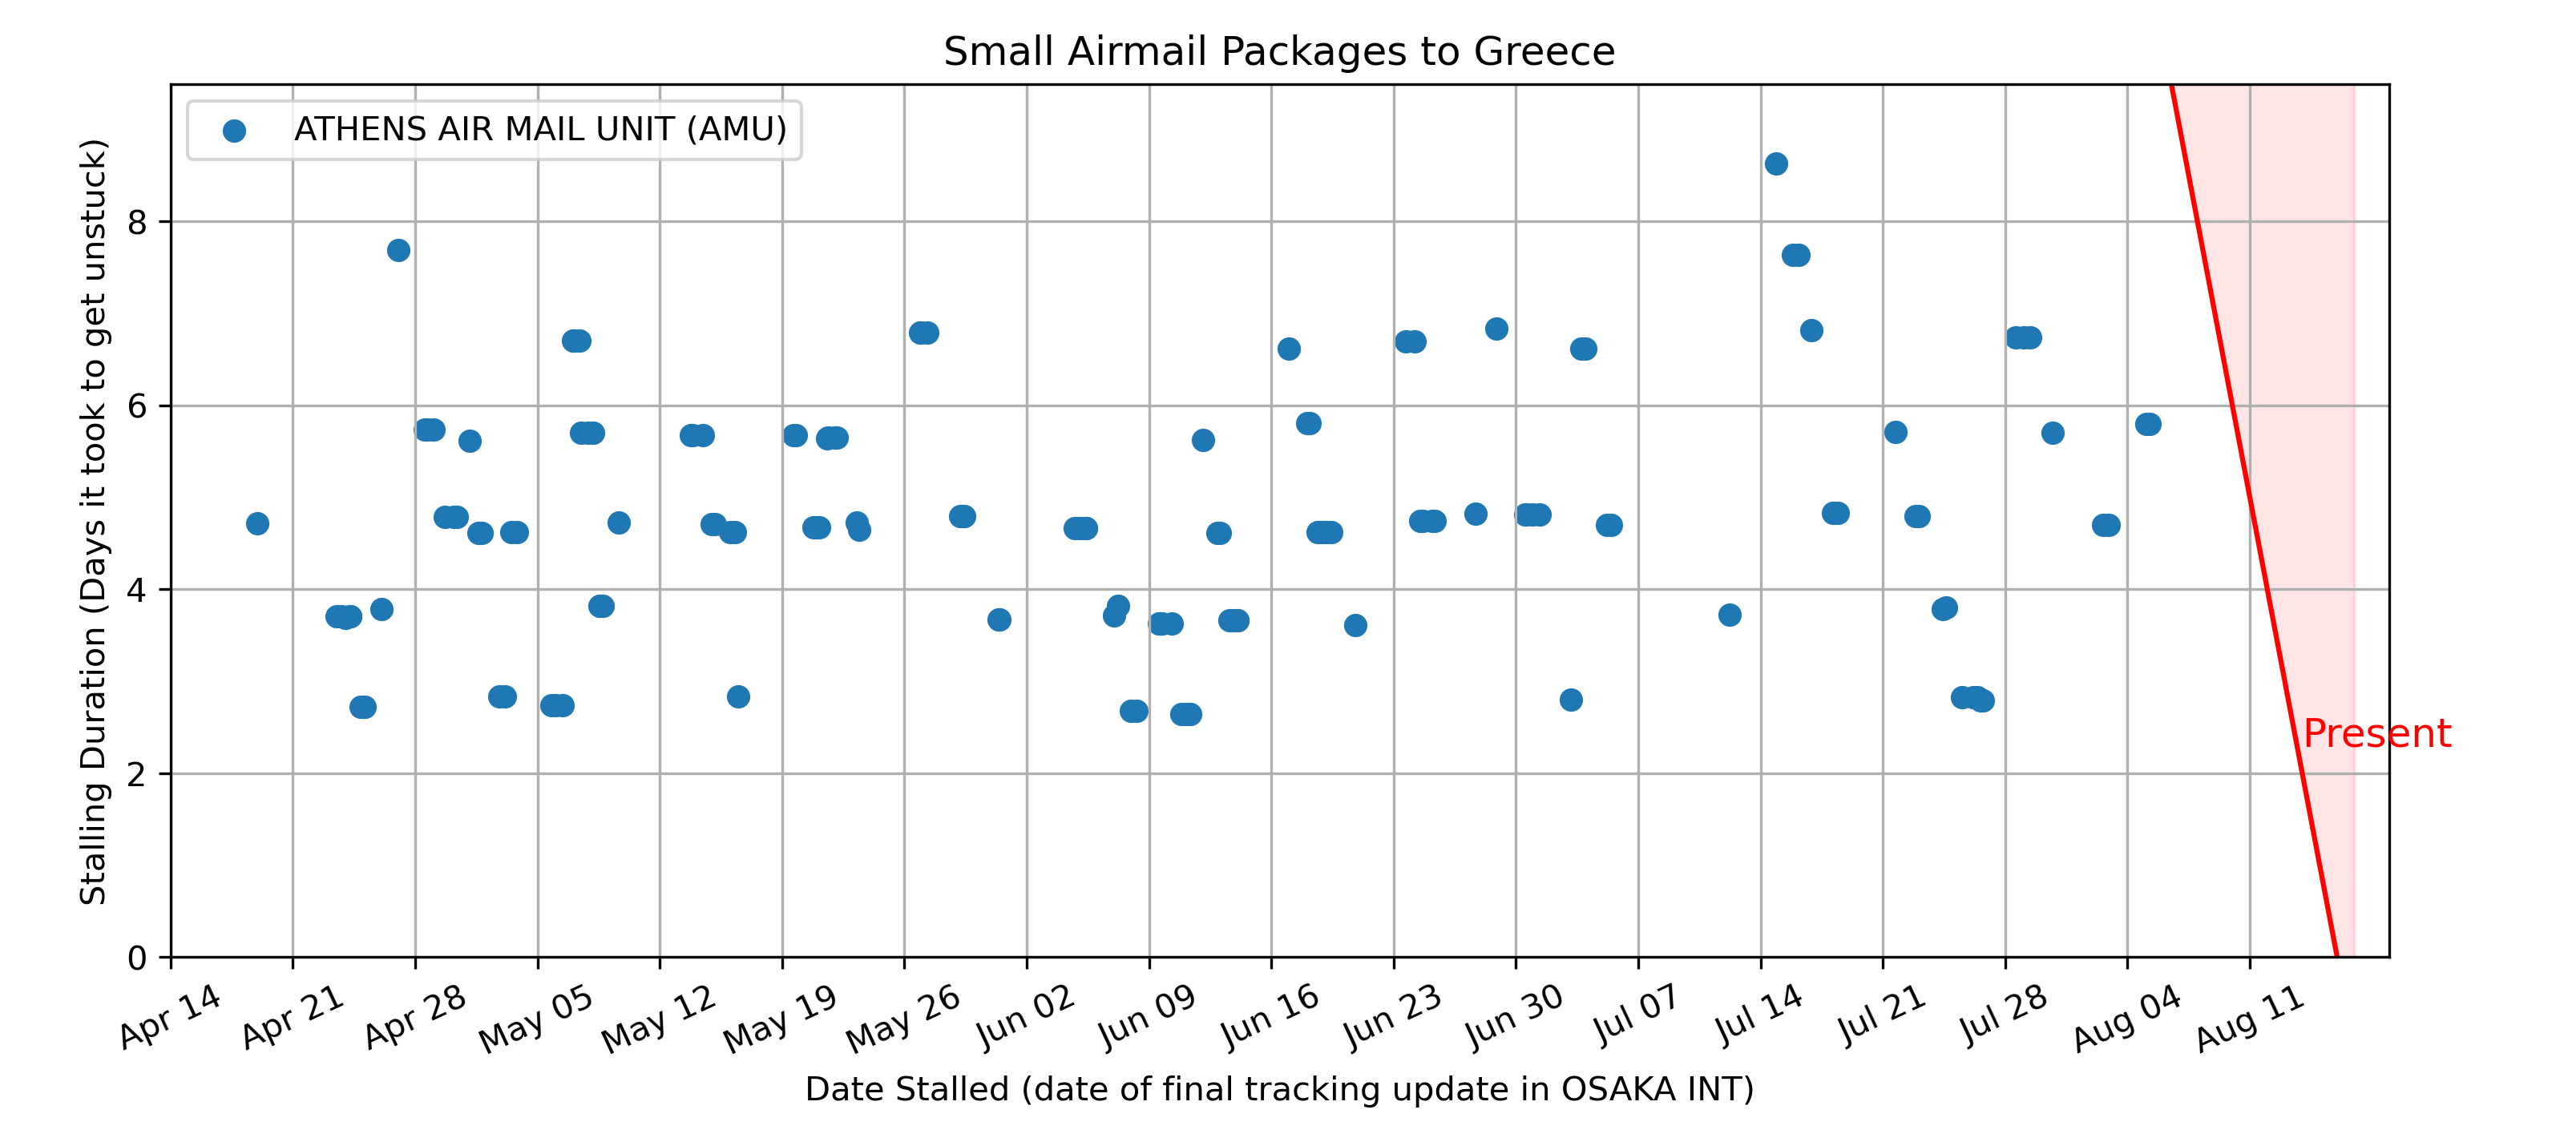 Small Airmail Packages to Greece
ATHENS AIR MAIL UNIT (AMU)
Stalling Duration (Days it took to get unstuck)
8
6
4
2
0
Present
Apr 14
Apr 21
Apr 28
May 05
May 12
May 19
May 26
Jun 02
Jun 09
Jun 16
Jun 23
Jun 30
Jul 07
Jul 14
Jul 21
Jul 28
Aug 04
Aug 11
Date Stalled (date of final tracking update in OSAKA INT)